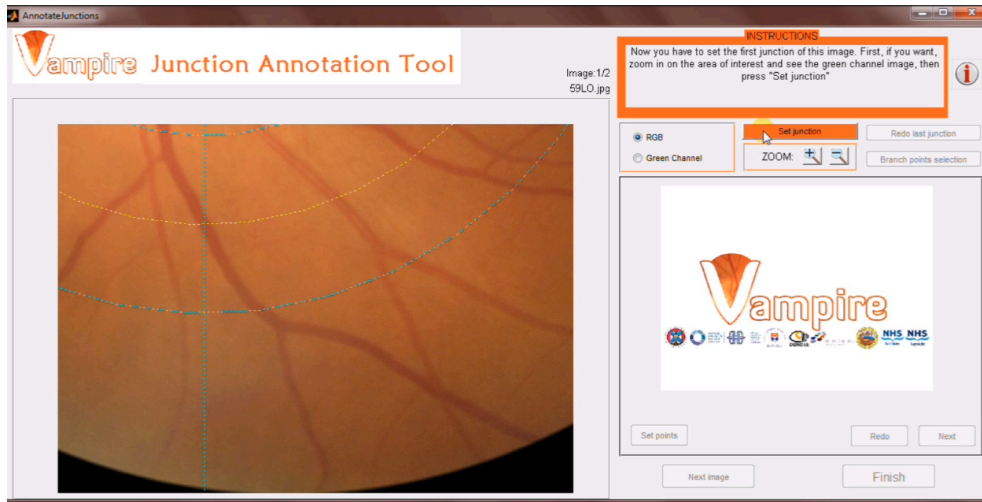 AnnotateJunctions
Vampire Junction Annotation Tool
Image:1/2
59LO.jpg
INSTRUCTIONS
Now you have to set the first junction of this image. First, if you want,
zoom in on the area of interest and see the green channel image, then
press "Set junction"
RGB
Green Channel
Set junction
ZOOM:
Redo last junction
Branch points selection
Vampire
NHS NHS
Set points
Redo
Next
Next image
Finish